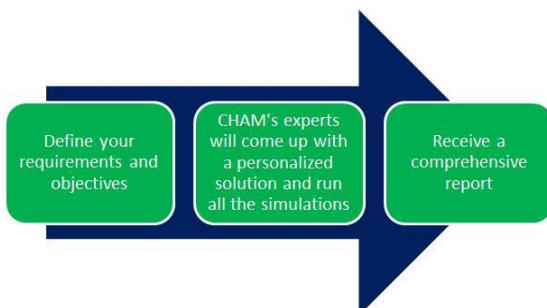 Define your
requirements and
objectives
CHAM's experts
will come up with
a personalized
solution and run
all the simulations
Receive a
comprehensive
report